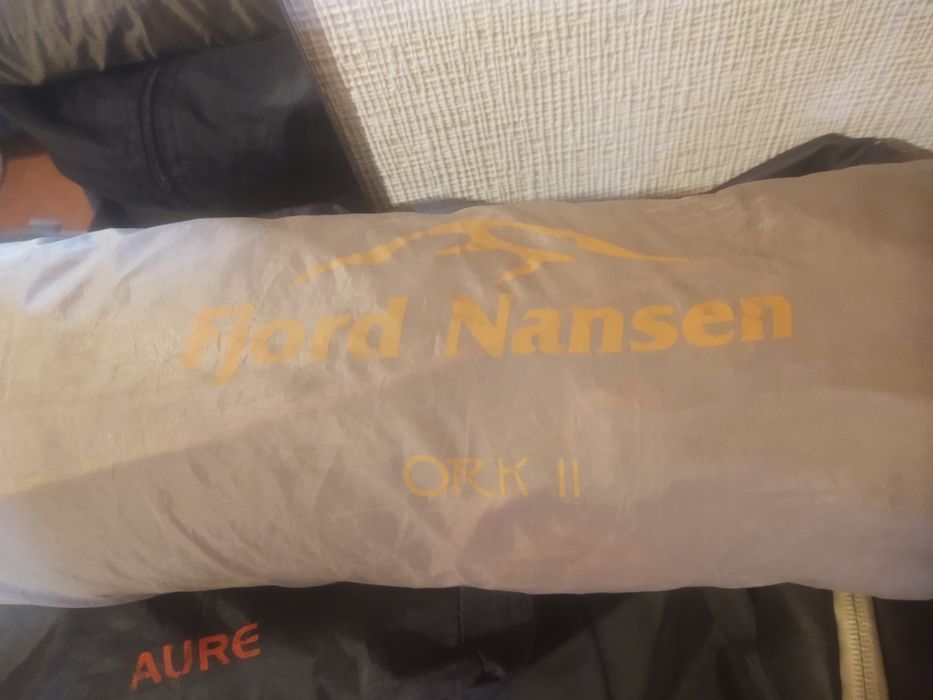 Fjord Nansen
ORK II
AURE